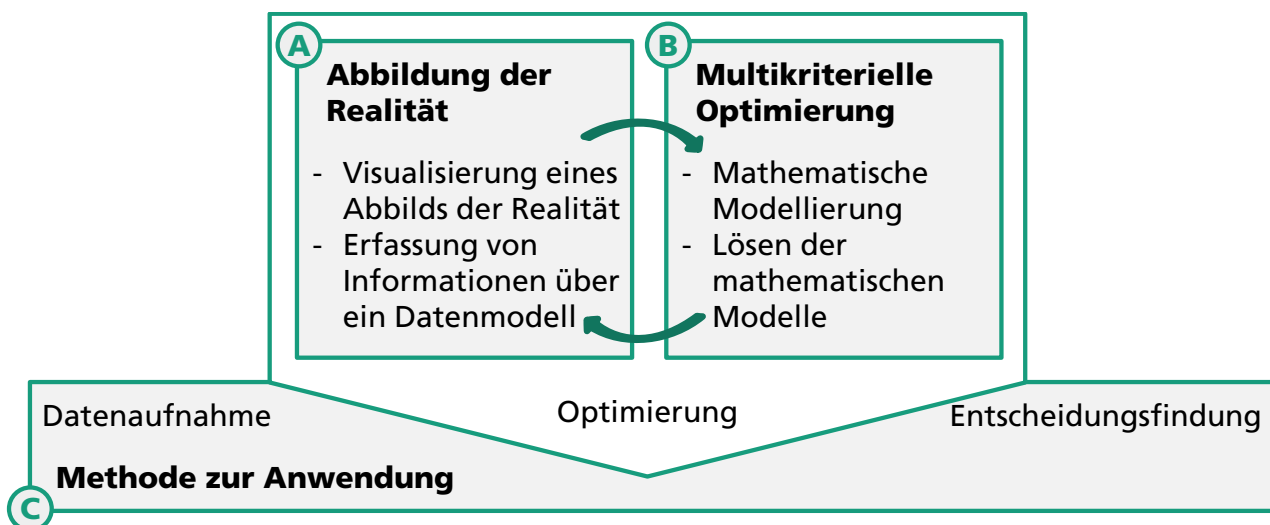 A
Abbildung der
Realität
- Visualisierung eines
Abbilds der Realität
- Erfassung von
Informationen über
ein Datenmodell
B
Multikriterielle
Optimierung
- Mathematische
Modellierung
- Lösen der
mathematischen
Modelle
Datenaufnahme
Optimierung
Entscheidungsfindung
Methode zur Anwendung
C